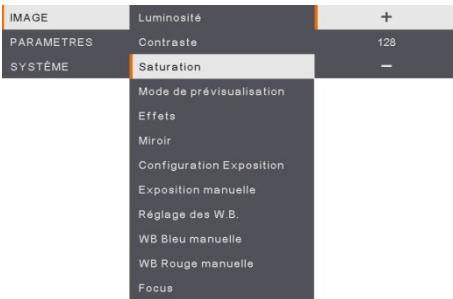 IMAGE
PARAMETRES
SYSTÈME
Luminosité
Contraste
Saturation
Mode de prévisualisation
Effets
Miroir
Configuration Exposition
Exposition manuelle
Réglage des W.B.
WB Bleu manuelle
WB Rouge manuelle
Focus
+
128
−